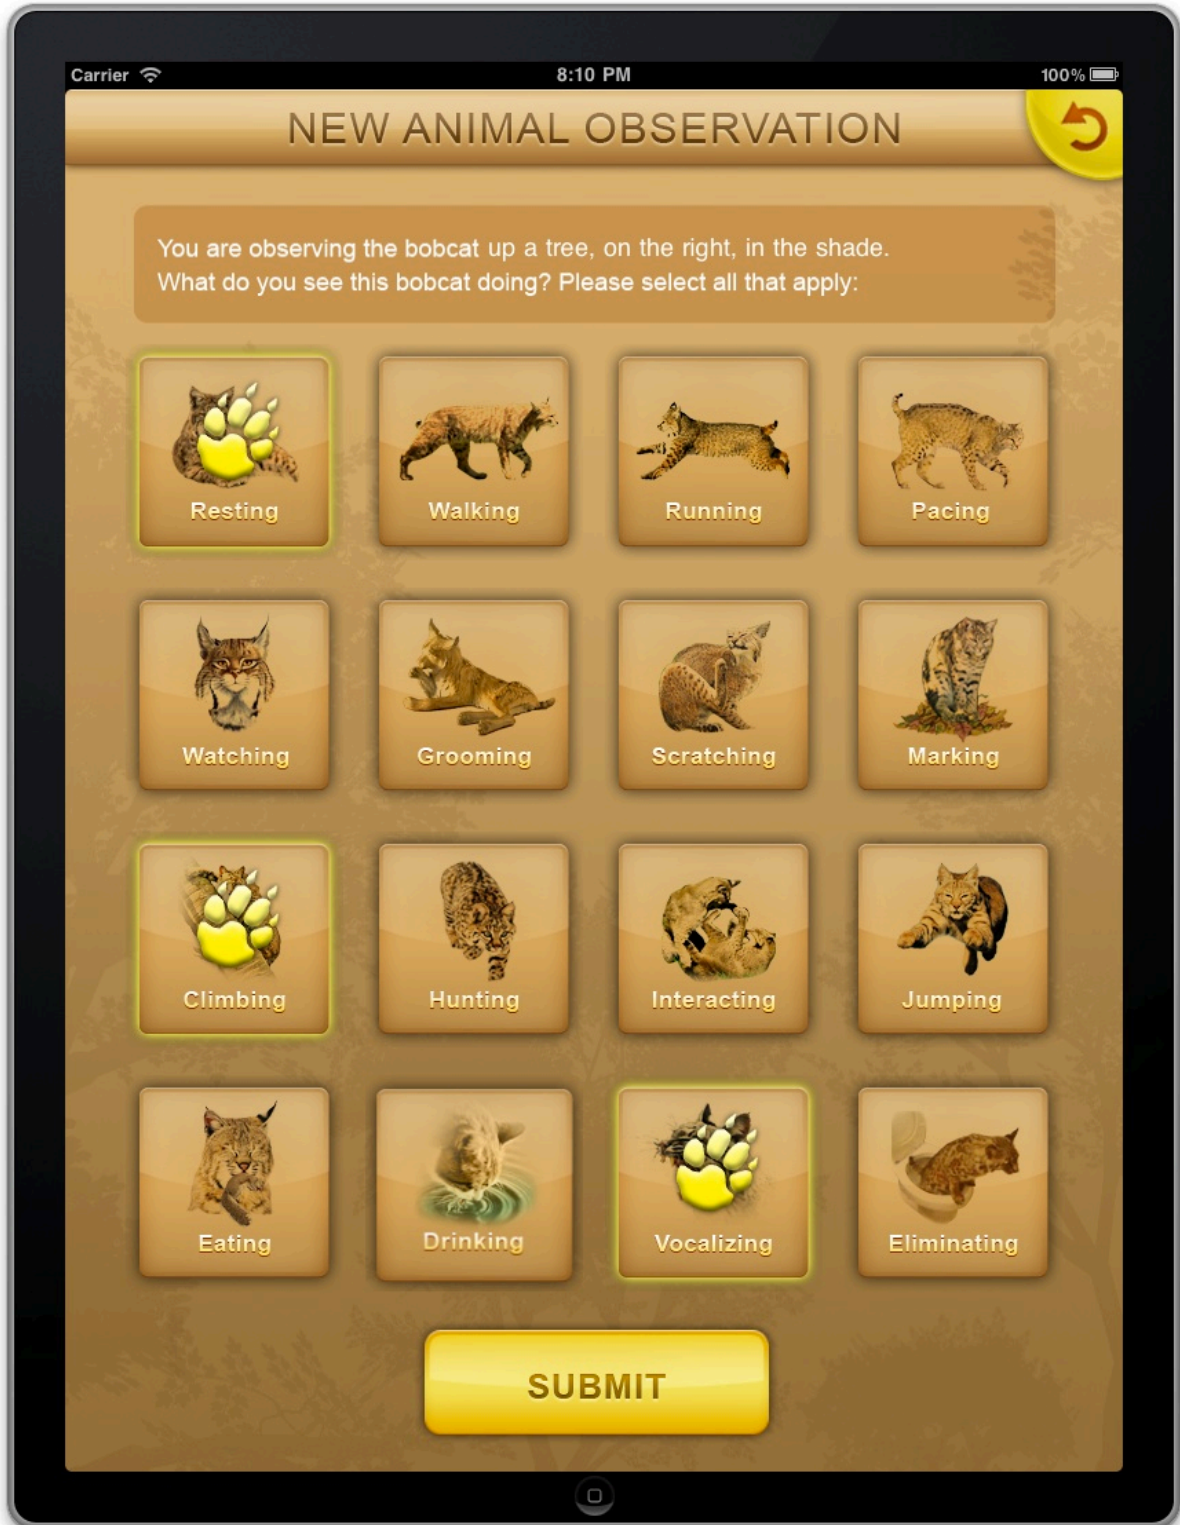 Carrier 8:10 PM 100%
NEW ANIMAL OBSERVATION
You are observing the bobcat up a tree, on the right, in the shade.
What do you see this bobcat doing? Please select all that apply:
Resting Walking Running Pacing
Watching Grooming Scratching Marking
Climbing Hunting Interacting Jumping
Eating Drinking Vocalizing Eliminating
SUBMIT